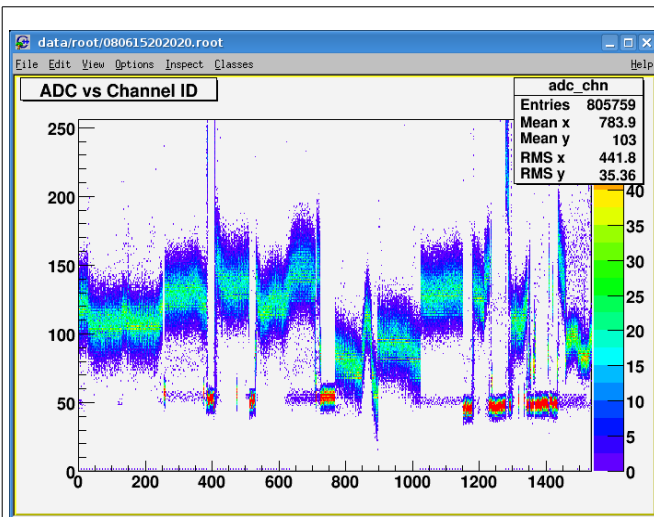 data/root/080615202020.root
File Edit View Options Inspect Classes Help
ADC vs Channel ID
adc_chn
Entries 805759
Mean x 783.9
Mean y 103
RMS x 441.8
RMS y 35.36
250
200
150
100
50
0
0 200 400 600 800 1000 1200 1400
40
35
30
25
20
15
10
5
0